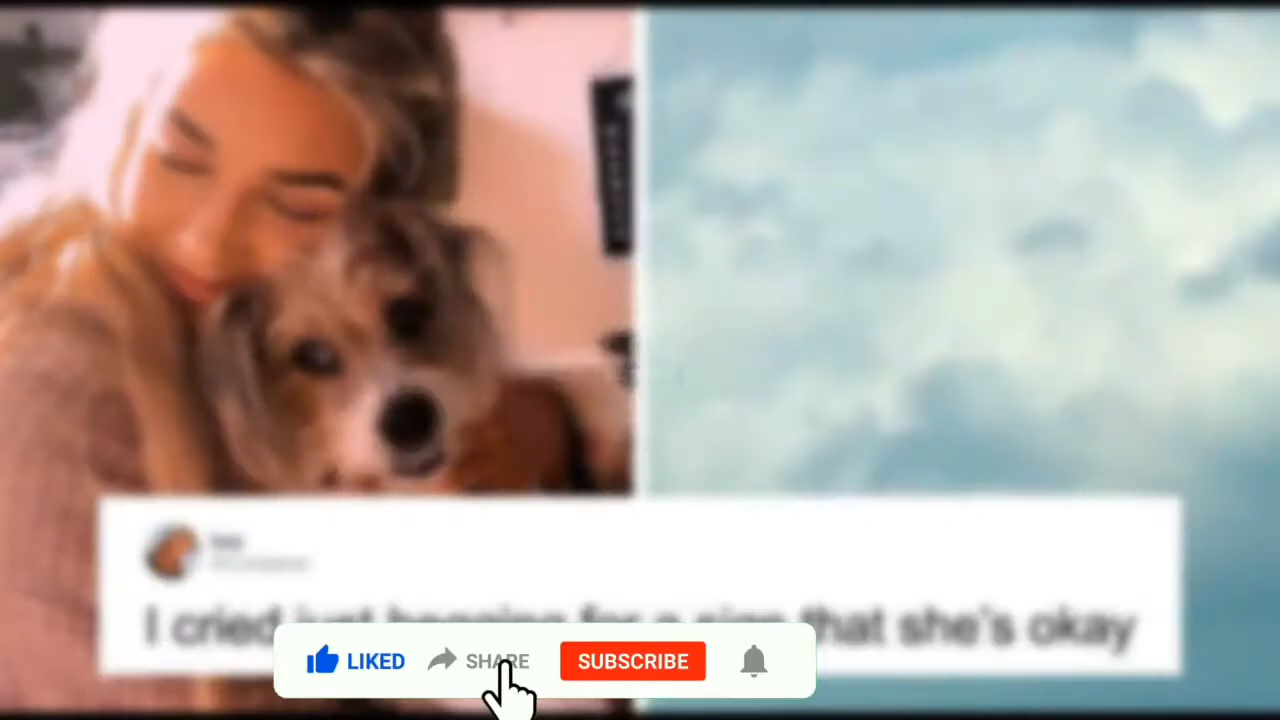 I cried just begging for a sign that she's okay
LIKED
SHARE
SUBSCRIBE